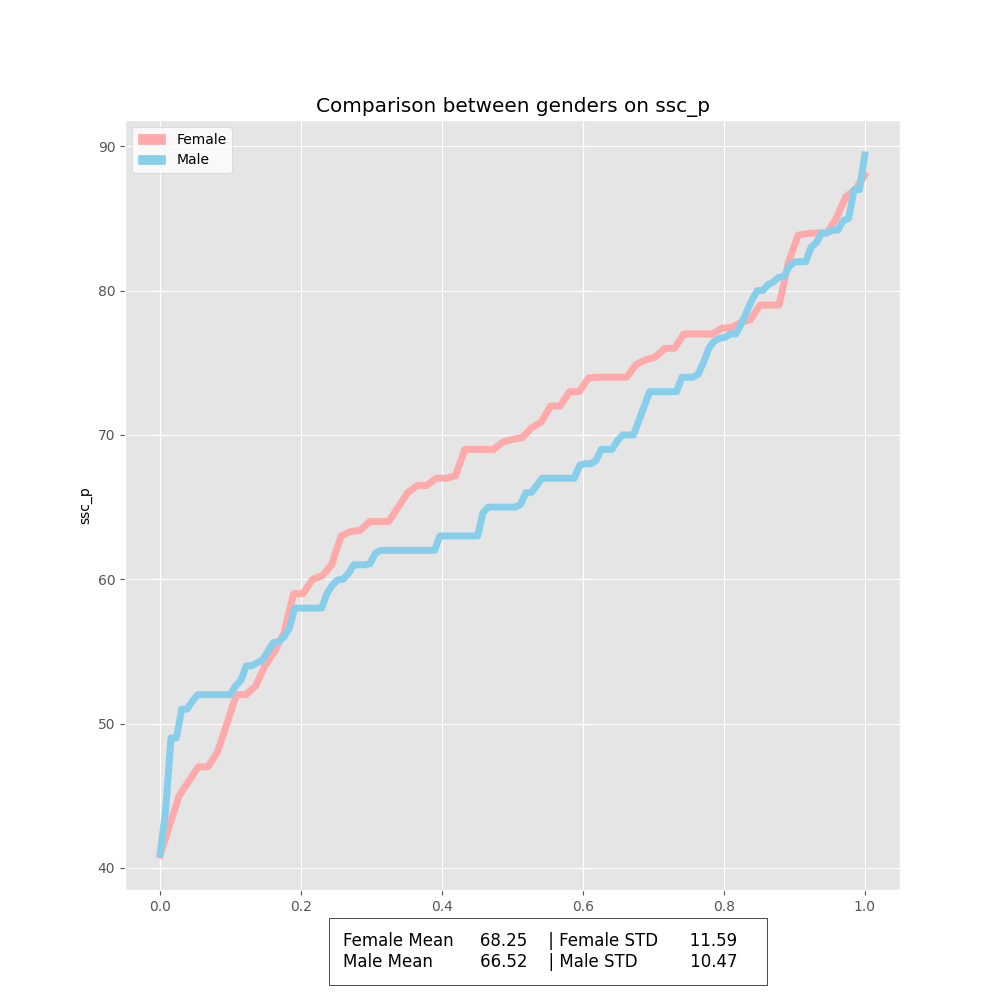 Comparison between genders on ssc_p
Female
Male
90
80
70
60
50
40
ssc_p
0.0 0.2 0.4 0.6 0.8 1.0
Female Mean 68.25 | Female STD 11.59
Male Mean 66.52 | Male STD 10.47